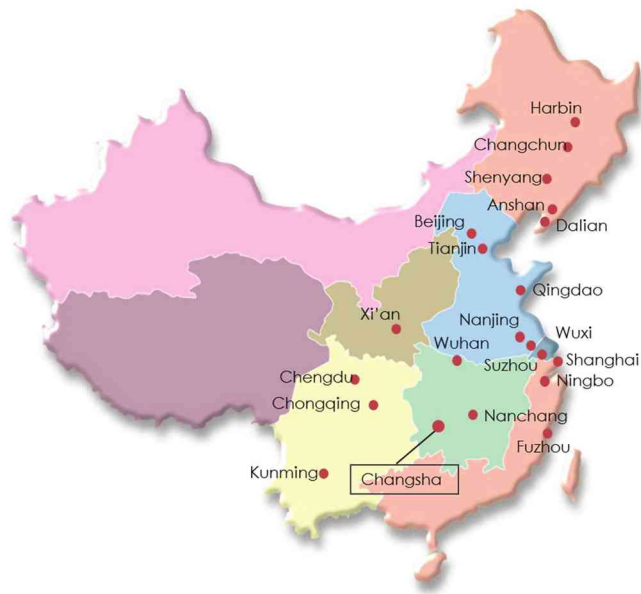 Harbin
Changchun
Shenyang
Anshan
Dalian
Beijing
Tianjin
Qingdao
Xi'an
Nanjing
Wuxi
Wuhan
Suzhou
Shanghai
Chengdu
Ningbo
Chongqing
Nanchang
Fuzhou
Kunming
Changsha